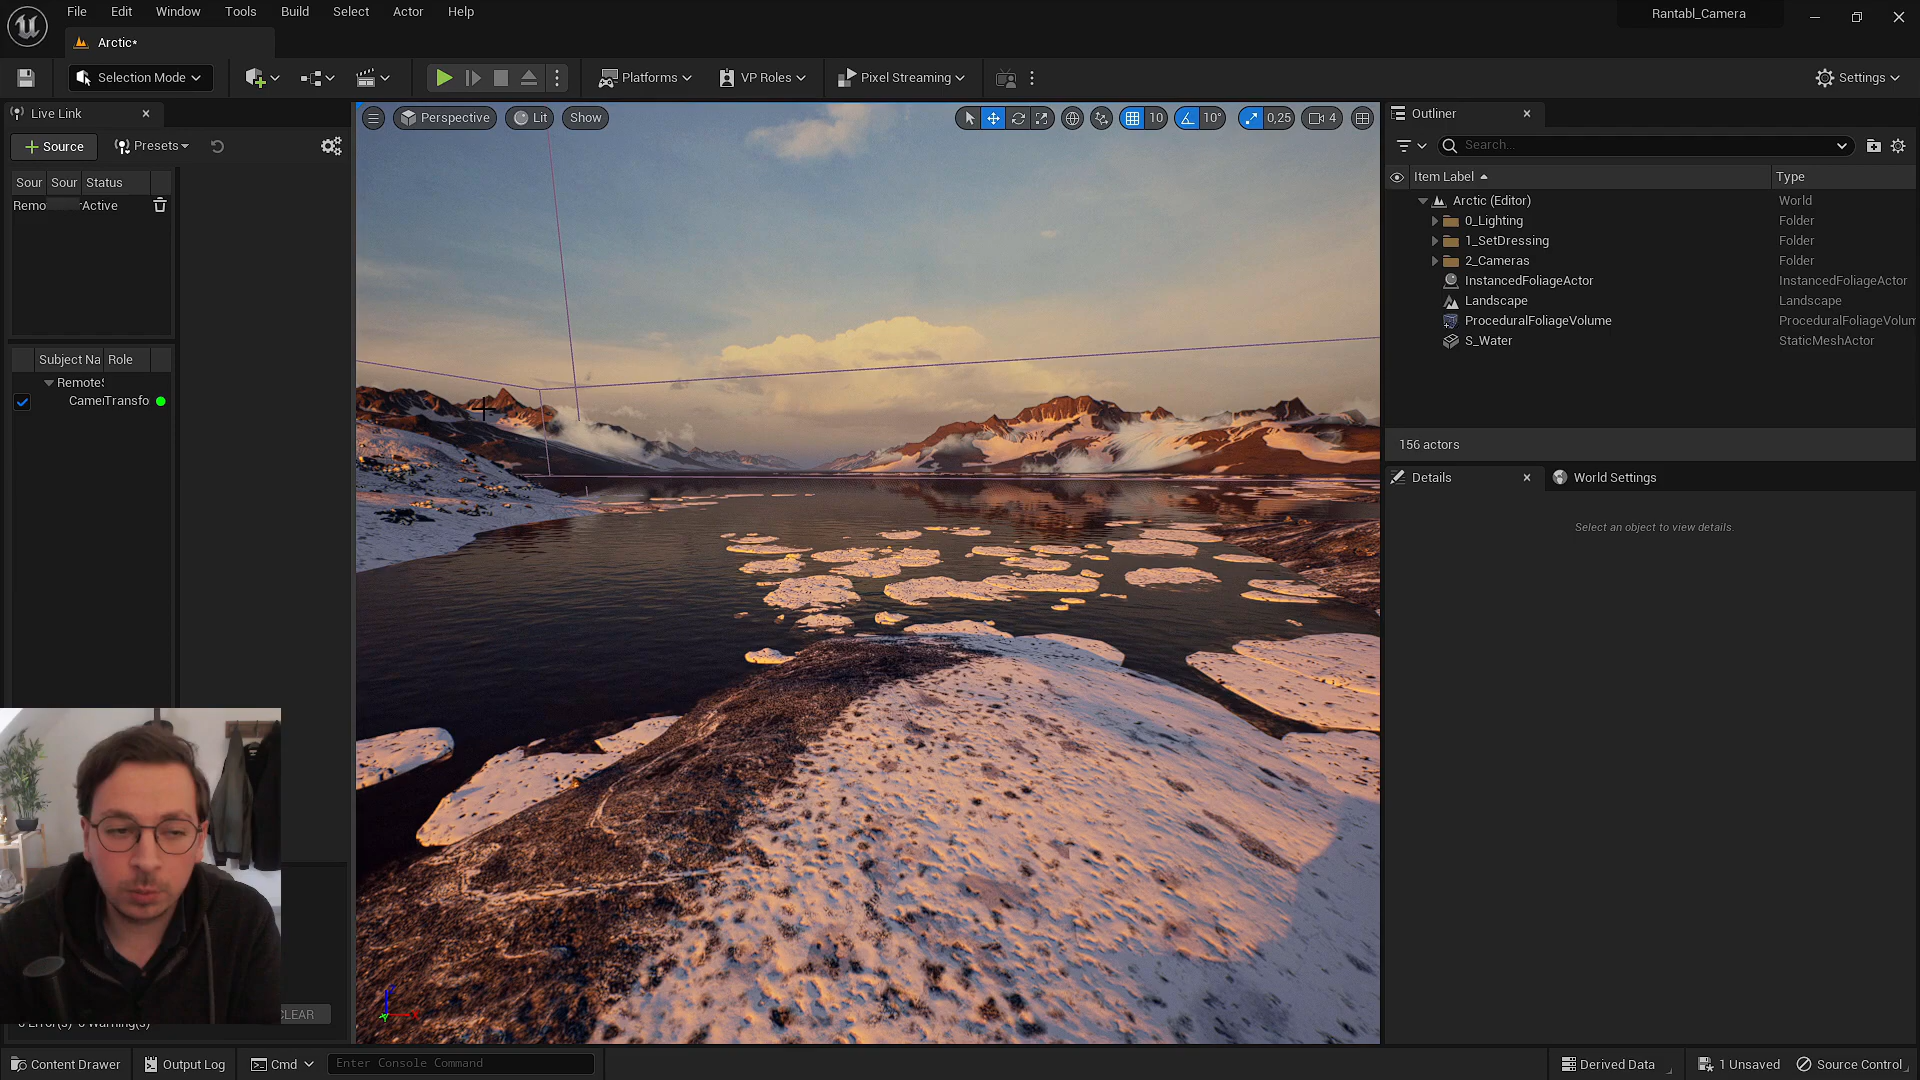 File Edit Window Tools Build Select Actor Help
Rantabl_Camera
Arctic*
Selection Mode
Platforms
VP Roles
Pixel Streaming
Settings
Live Link
Source
Presets
Sour Sour Status
Remo Active
Subject Na Role
Remote
Came Transfo
CLEAR
Perspective
Lit
Show
10
10°
0,25
4
Outliner
Search...
Item Label Type
Arctic (Editor) World
0_Lighting Folder
1_SetDressing Folder
2_Cameras Folder
InstancedFoliageActor InstancedFoliageActor
Landscape Landscape
ProceduralFoliageVolume ProceduralFoliageVolum
S_Water StaticMeshActor
156 actors
Details
World Settings
Select an object to view details.
Content Drawer
Output Log
Cmd
Enter Console Command
Derived Data
1 Unsaved
Source Control